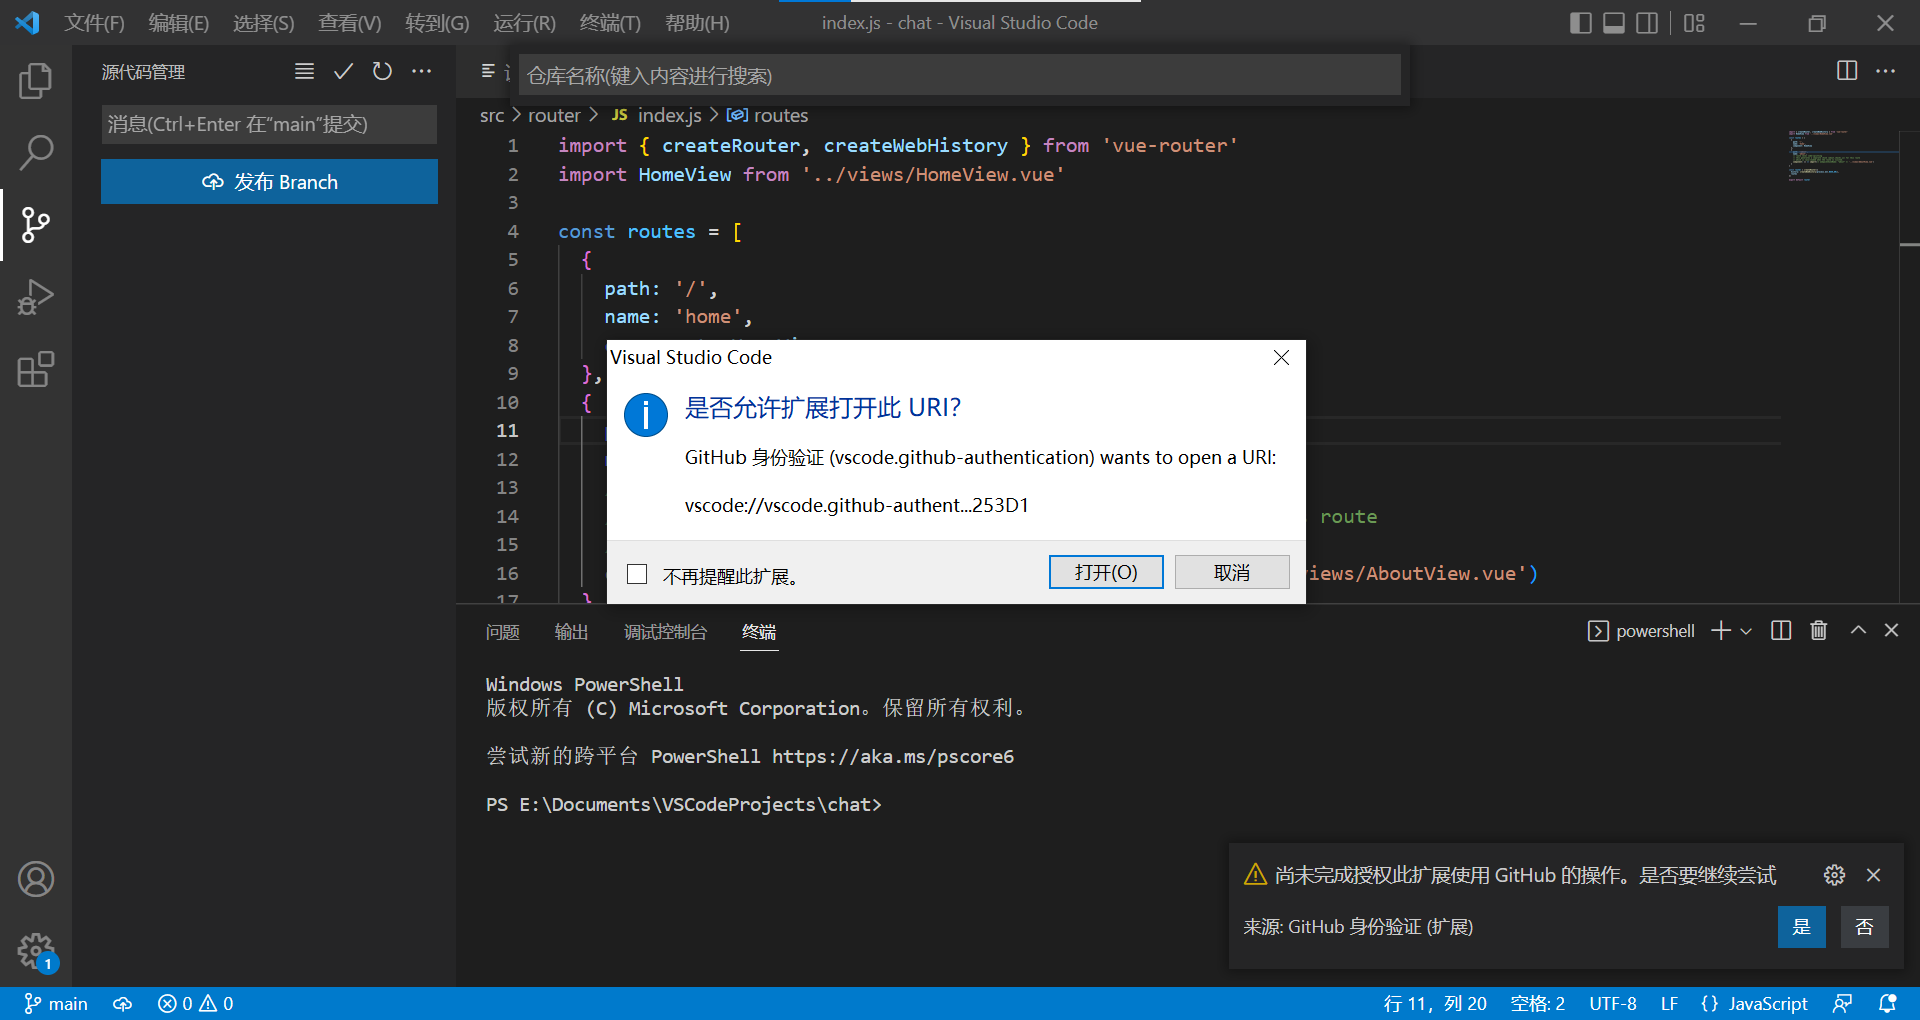 文件(F) 编辑(E) 选择(S) 查看(V) 转到(G) 运行(R) 终端(T) 帮助(H) index.js - chat - Visual Studio Code
源代码管理
仓库名称(键入内容进行搜索)
消息(Ctrl+Enter 在“main”提交)
发布 Branch
src > router > JS index.js > routes
1 import { createRouter, createWebHistory } from 'vue-router'
2 import HomeView from '../views/HomeView.vue'
3
4 const routes = [
5 {
6 path: '/',
7 name: 'home',
8
9 },
10 {
11
12
13
14 route
15
16 iews/AboutView.vue')
17 }
Visual Studio Code
是否允许扩展打开此 URI?
GitHub 身份验证 (vscode.github-authentication) wants to open a URI:
vscode://vscode.github-authent...253D1
不再提醒此扩展。 打开(O) 取消
问题 输出 调试控制台 终端 powershell
Windows PowerShell
版权所有 (C) Microsoft Corporation。保留所有权利。
尝试新的跨平台 PowerShell https://aka.ms/pscore6
PS E:\Documents\VSCodeProjects\chat>
尚未完成授权此扩展使用 GitHub 的操作。是否要继续尝试
来源: GitHub 身份验证 (扩展) 是 否
1
main 0 0 行 11，列 20 空格: 2 UTF-8 LF {} JavaScript